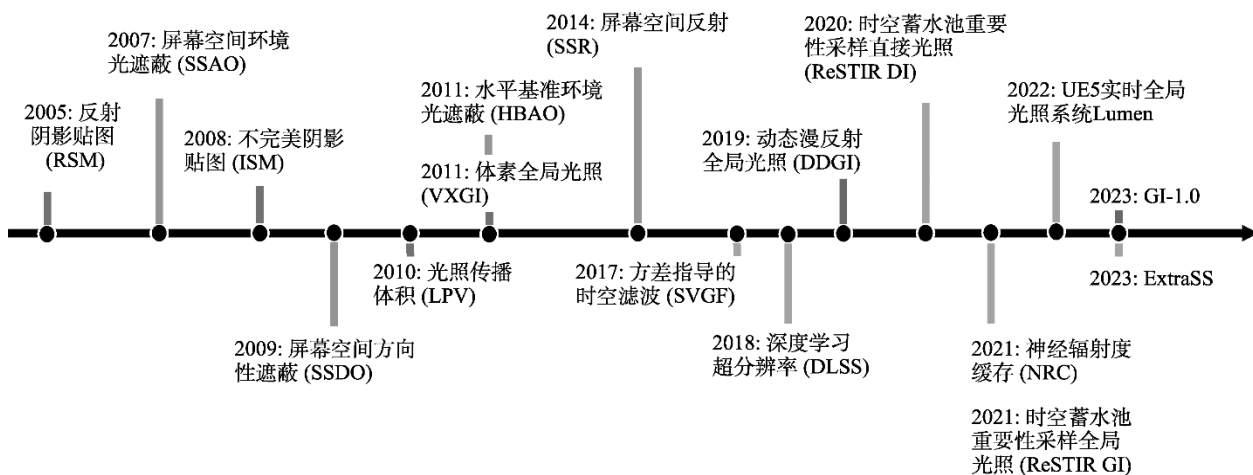 2005: 反射
阴影贴图
(RSM)
2007: 屏幕空间环境
光遮蔽 (SSAO)
2008: 不完美阴影
贴图 (ISM)
2009: 屏幕空间方向
性遮蔽 (SSDO)
2010: 光照传播
体积 (LPV)
2011: 水平基准环境
光遮蔽 (HBAO)
2011: 体素全局光照
(VXGI)
2014: 屏幕空间反射
(SSR)
2017: 方差指导的
时空滤波 (SVGF)
2018: 深度学习
超分辨率 (DLSS)
2019: 动态漫反射
全局光照 (DDGI)
2020: 时空蓄水池重要
性采样直接光照
(ReSTIR DI)
2021: 神经辐射度
缓存 (NRC)
2021: 时空蓄水池
重要性采样全局
光照 (ReSTIR GI)
2022: UE5实时全局
光照系统Lumen
2023: GI-1.0
2023: ExtraSS